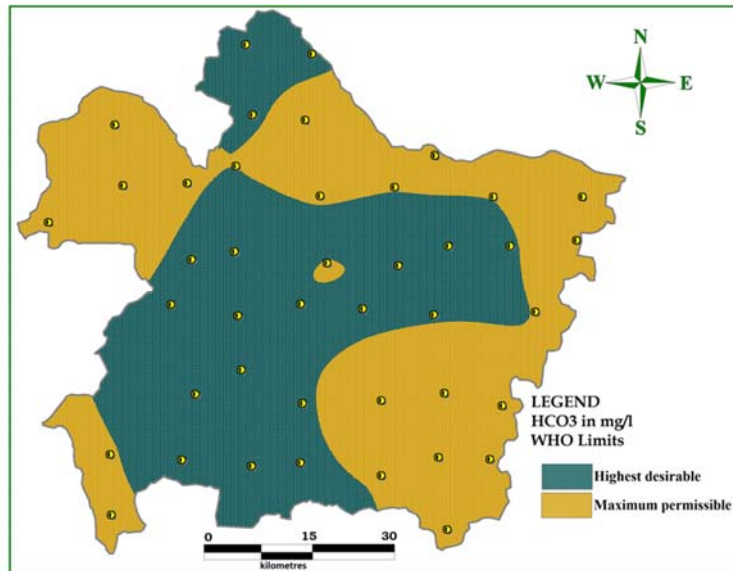 N
W E
S
LEGEND
HCO3 in mg/l
WHO Limits
Highest desirable
Maximum permissible
0 15 30
kilometres